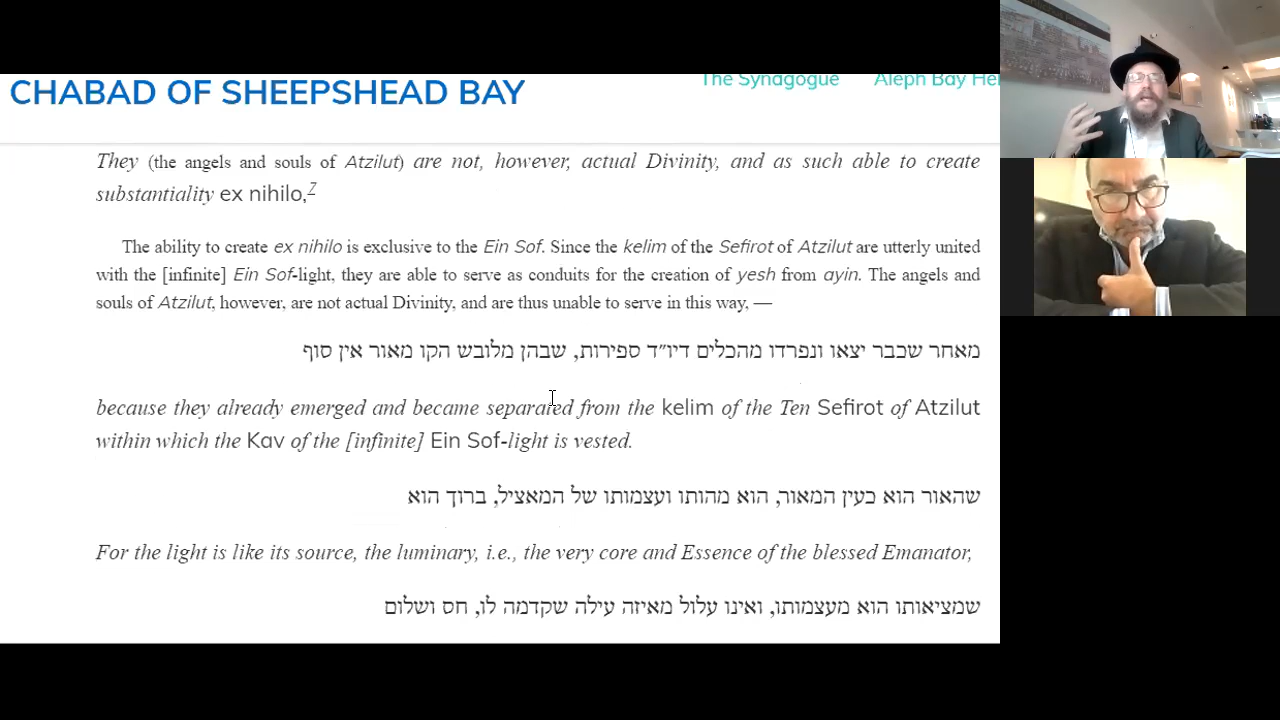 CHABAD OF SHEEPSHEAD BAY
The Synagogue
Aleph Bay He
They (the angels and souls of Atzilut) are not, however, actual Divinity, and as such able to create
substantiality ex nihilo,7
The ability to create ex nihilo is exclusive to the Ein Sof. Since the kelim of the Sefirot of Atzilut are utterly united
with the [infinite] Ein Sof-light, they are able to serve as conduits for the creation of yesh from ayin. The angels and
souls of Atzilut, however, are not actual Divinity, and are thus unable to serve in this way, —
מאחר שכבר יצאו ונפרדו מהכלים דיו״ד ספירות, שבהן מלובש הקו מאור אין סוף
because they already emerged and became separated from the kelim of the Ten Sefirot of Atzilut
within which the Kav of the [infinite] Ein Sof-light is vested.
שהאור הוא כעין המאור, הוא מהותו ועצמותו של המאציל, ברוך הוא
For the light is like its source, the luminary, i.e., the very core and Essence of the blessed Emanator,
שמציאותו הוא מעצמותו, ואינו עלול מאיזה עילה שקדמה לו, חס ושלום